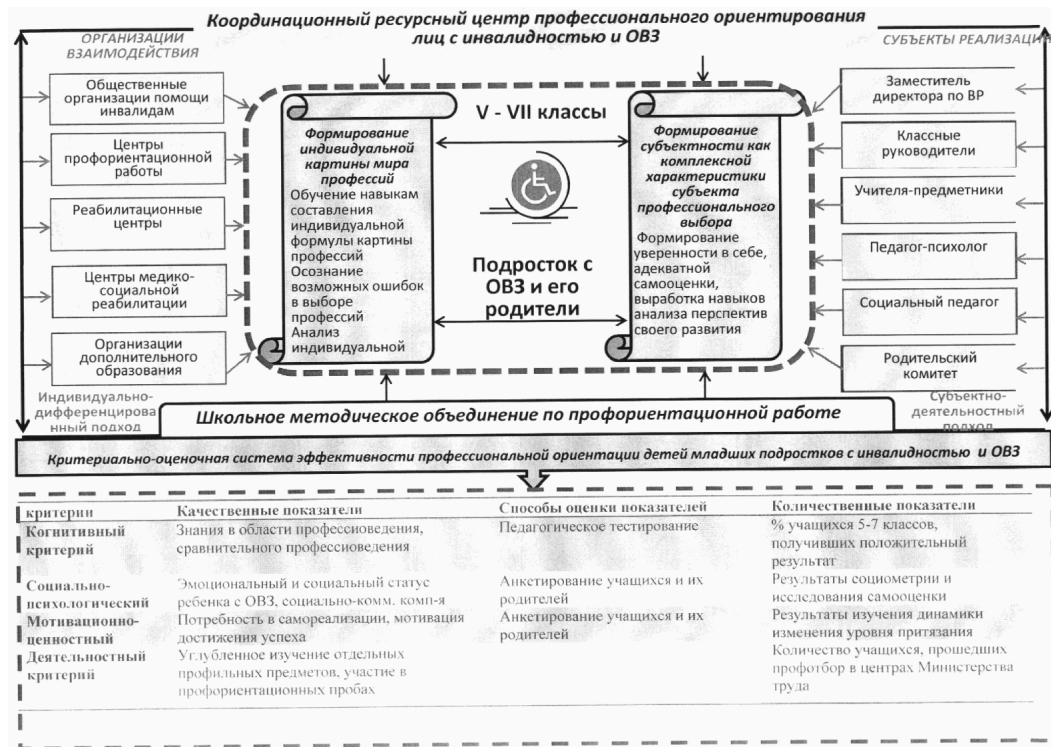 Координационный ресурсный центр профессионального ориентирования
лиц с инвалидностью и ОВЗ
ОРГАНИЗАЦИИ
ВЗАИМОДЕЙСТВИЯ
Общественные
организации помощи
инвалидам
Центры
профориентационной
работы
Реабилитационные
центры
Центры медико-
социальной
реабилитации
Организации
дополнительного
образования
Индивидуально-
дифференцирова
нный подход
Формирование
индивидуальной
картины мира
профессий
Обучение навыкам
составления
индивидуальной
формулы картины
профессий
Осознание
возможных ошибок
в выборе
профессий
Анализ
индивидуальной
V - VII классы
Подросток с
ОВЗ и его
родители
Формирование
субъектности как
комплексной
характеристики
субъекта
профессионального
выбора
Формирование
уверенности в себе,
адекватной
самооценки,
выработка навыков
анализа перспектив
своего развития
СУБЪЕКТЫ РЕАЛИЗАЦИИ
Заместитель
директора по ВР
Классные
руководители
Учителя-предметники
Педагог-психолог
Социальный педагог
Родительский
комитет
Субъектно-
деятельностный
подход
Школьное методическое объединение по профориентационной работе
Критериально-оценочная система эффективности профессиональной ориентации детей младших подростков с инвалидностью и ОВЗ
критерии Качественные показатели Способы оценки показателей Количественные показатели
Когнитивный Знания в области профессиоведения, Педагогическое тестирование % учащихся 5-7 классов,
критерий сравнительного профессиоведения получивших положительный
результат
Социально- Эмоциональный и социальный статус Анкетирование учащихся и их Результаты социометрии и
психологический ребенка с ОВЗ, социально-комм. комп-я родителей исследования самооценки
Мотивационно- Потребность в самореализации, мотивация Анкетирование учащихся и их Результаты изучения динамики
ценностный достижения успеха родителей изменения уровня притязания
Деятельностный Углубленное изучение отдельных Количество учащихся, прошедших
критерий профильных предметов, участие в профотбор в центрах Министерства
профориентационных пробах труда